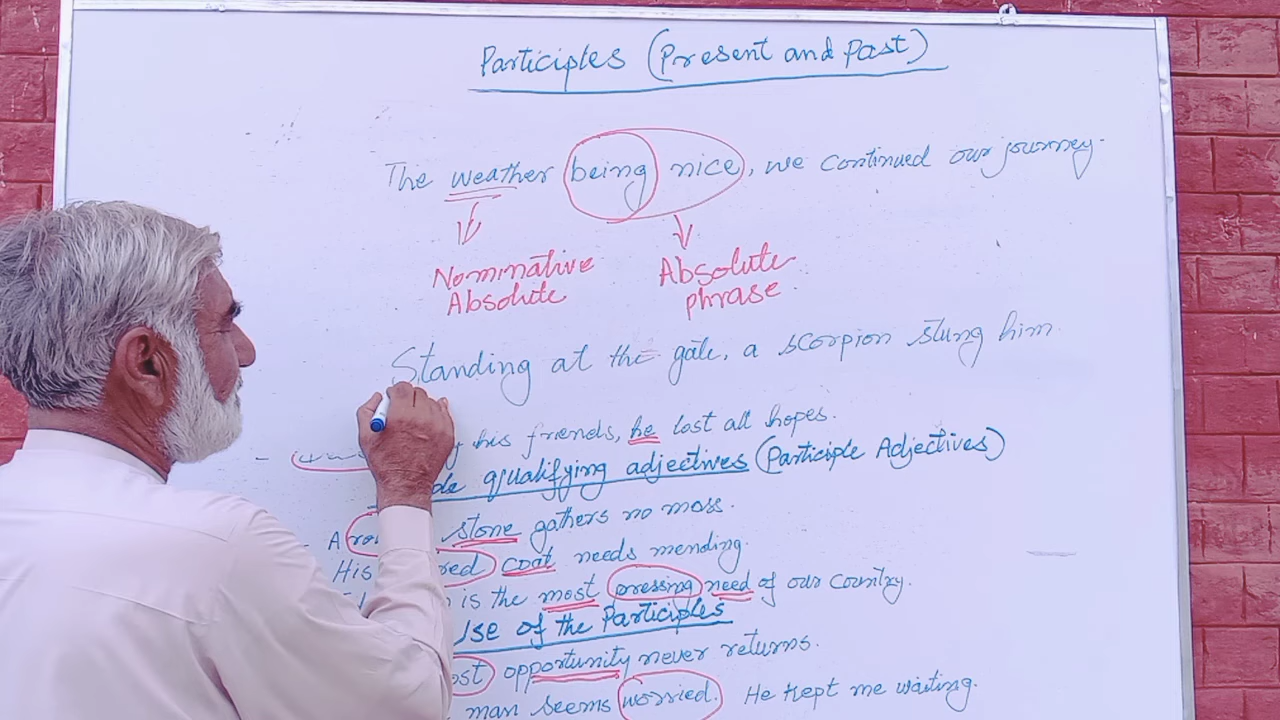 Participles (Present and Past)
The weather being nice, we continued our journey.
Nominative Absolute
Absolute phrase.
Standing at the gate, a scorpion stung him
his friends, he lost all hopes.
qualifying adjectives (Participle Adjectives)
A stone gathers no moss.
His coat needs mending.
is the most pressing need of our country.
Use of the Participles
opportunity never returns.
man seems worried. He kept me waiting.